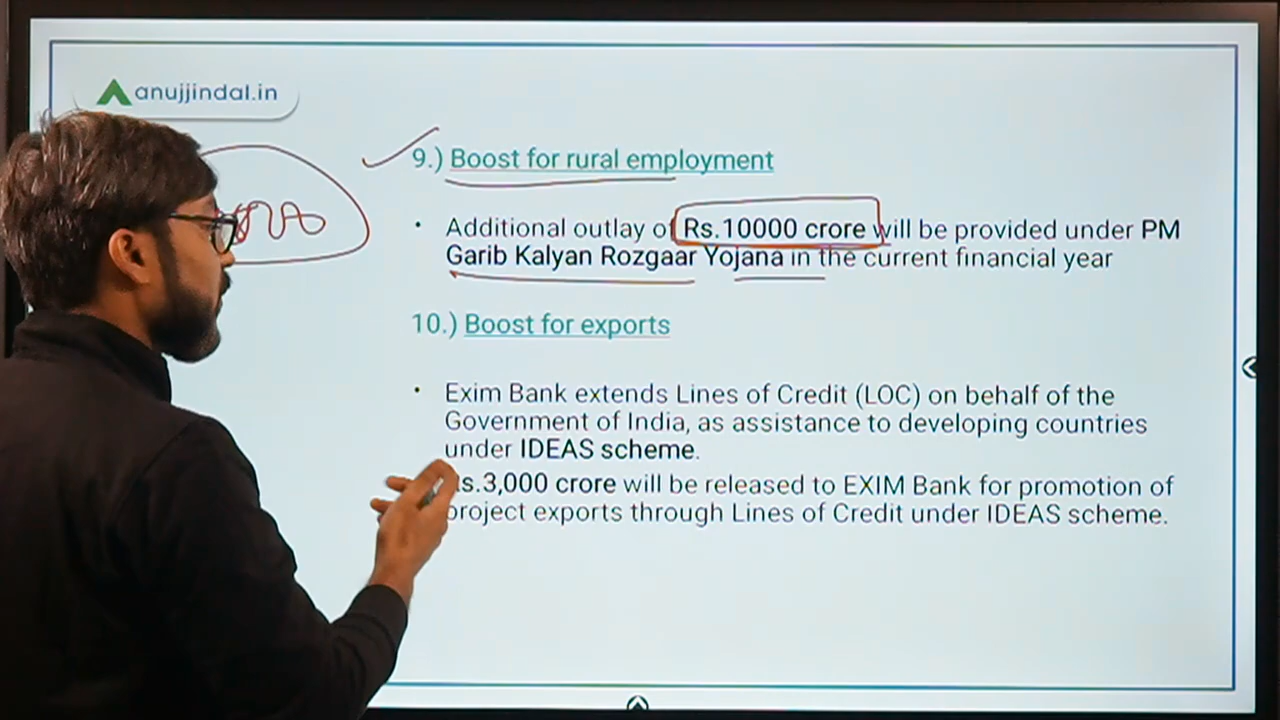 anujjindal.in
9.) Boost for rural employment
• Additional outlay of Rs.10000 crore will be provided under PM
Garib Kalyan Rozgaar Yojana in the current financial year
10.) Boost for exports
• Exim Bank extends Lines of Credit (LOC) on behalf of the
Government of India, as assistance to developing countries
under IDEAS scheme.
s.3,000 crore will be released to EXIM Bank for promotion of
project exports through Lines of Credit under IDEAS scheme.